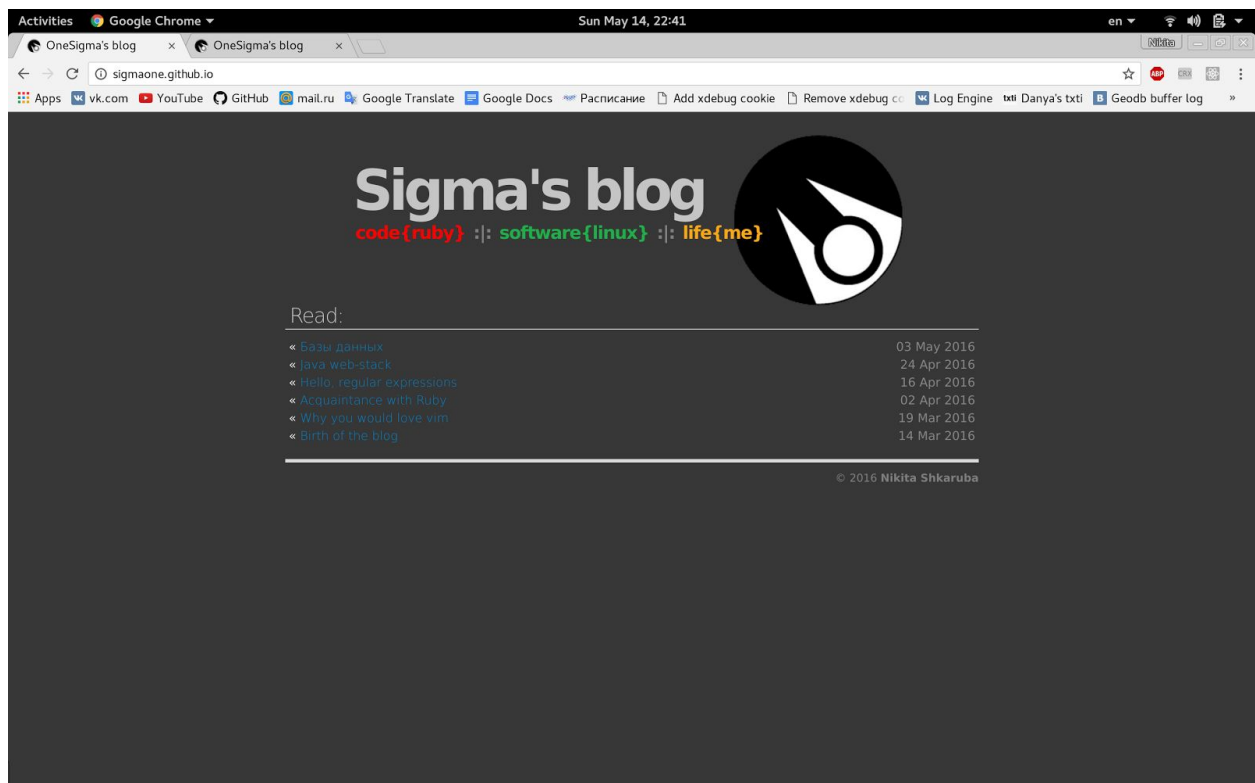 Activities Google Chrome Sun May 14, 22:41 en
OneSigma's blog × OneSigma's blog × Nikita
sigmaone.github.io ABP CRX
Apps vk.com YouTube GitHub mail.ru Google Translate Google Docs Расписание Add xdebug cookie Remove xdebug co Log Engine txti Danya's txti Geodb buffer log »
Sigma's blog
code{ruby} :|: software{linux} :|: life{me}
Read:
« Базы данных 03 May 2016
« Java web-stack 24 Apr 2016
« Hello, regular expressions 16 Apr 2016
« Acquaintance with Ruby 02 Apr 2016
« Why you would love vim 19 Mar 2016
« Birth of the blog 14 Mar 2016
© 2016 Nikita Shkaruba